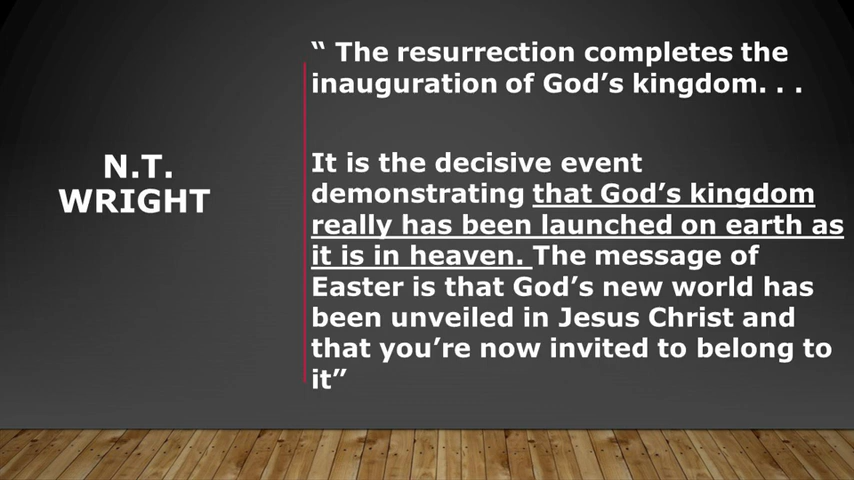 N.T.
WRIGHT
“ The resurrection completes the
inauguration of God’s kingdom. . .
It is the decisive event
demonstrating that God’s kingdom
really has been launched on earth as
it is in heaven. The message of
Easter is that God’s new world has
been unveiled in Jesus Christ and
that you’re now invited to belong to
it”